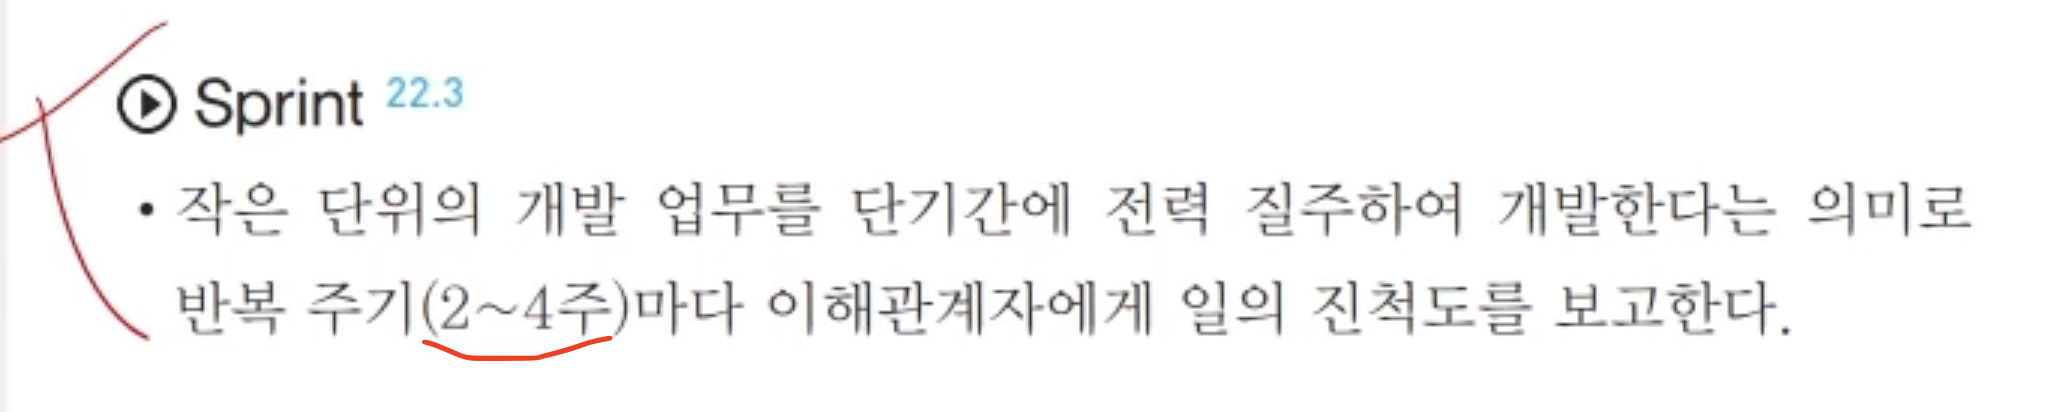 Sprint 22.3
• 작은 단위의 개발 업무를 단기간에 전력 질주하여 개발한다는 의미로
반복 주기(2~4주)마다 이해관계자에게 일의 진척도를 보고한다.